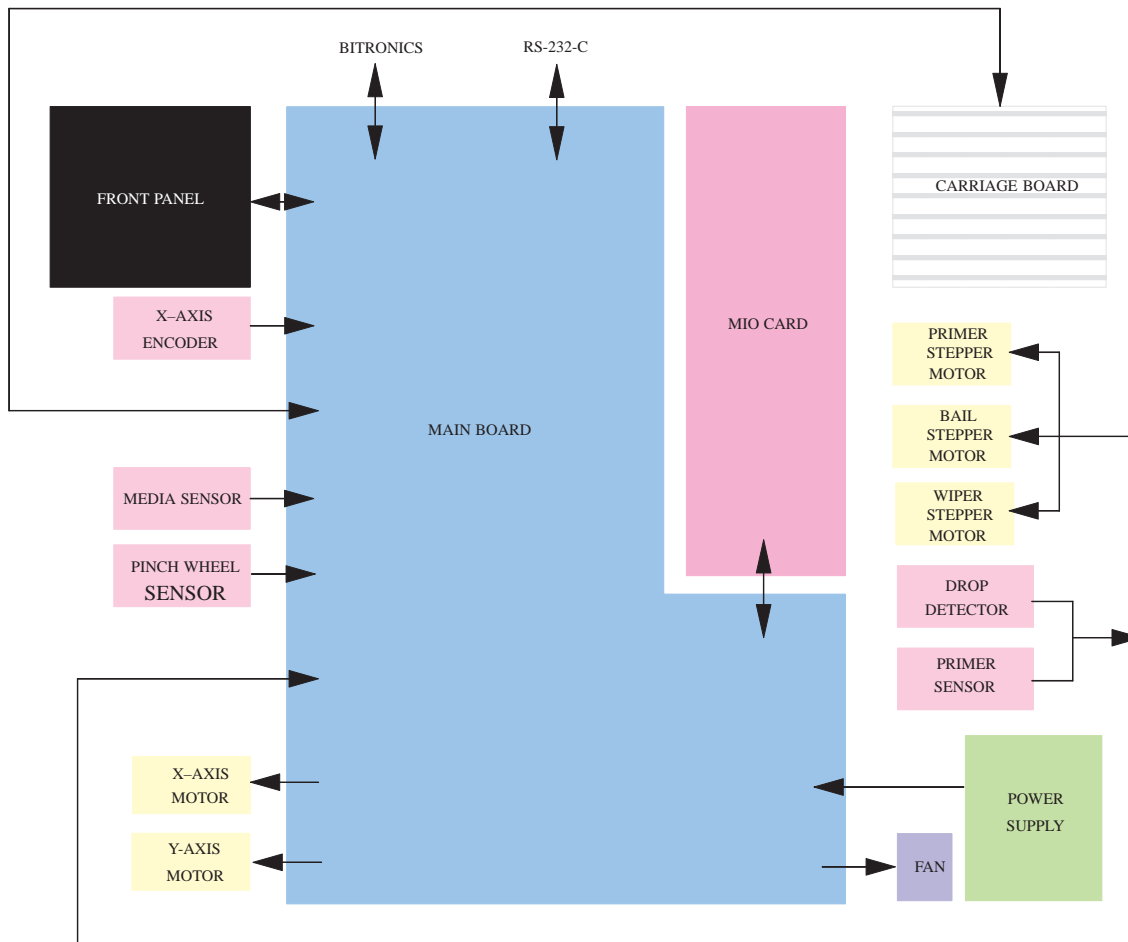 BITRONICS
RS-232-C
FRONT PANEL
CARRIAGE BOARD
X–AXIS
ENCODER
MAIN BOARD
MIO CARD
PRIMER
STEPPER
MOTOR
BAIL
STEPPER
MOTOR
MEDIA SENSOR
WIPER
STEPPER
MOTOR
PINCH WHEEL
SENSOR
DROP
DETECTOR
PRIMER
SENSOR
X–AXIS
MOTOR
POWER
SUPPLY
Y-AXIS
MOTOR
FAN